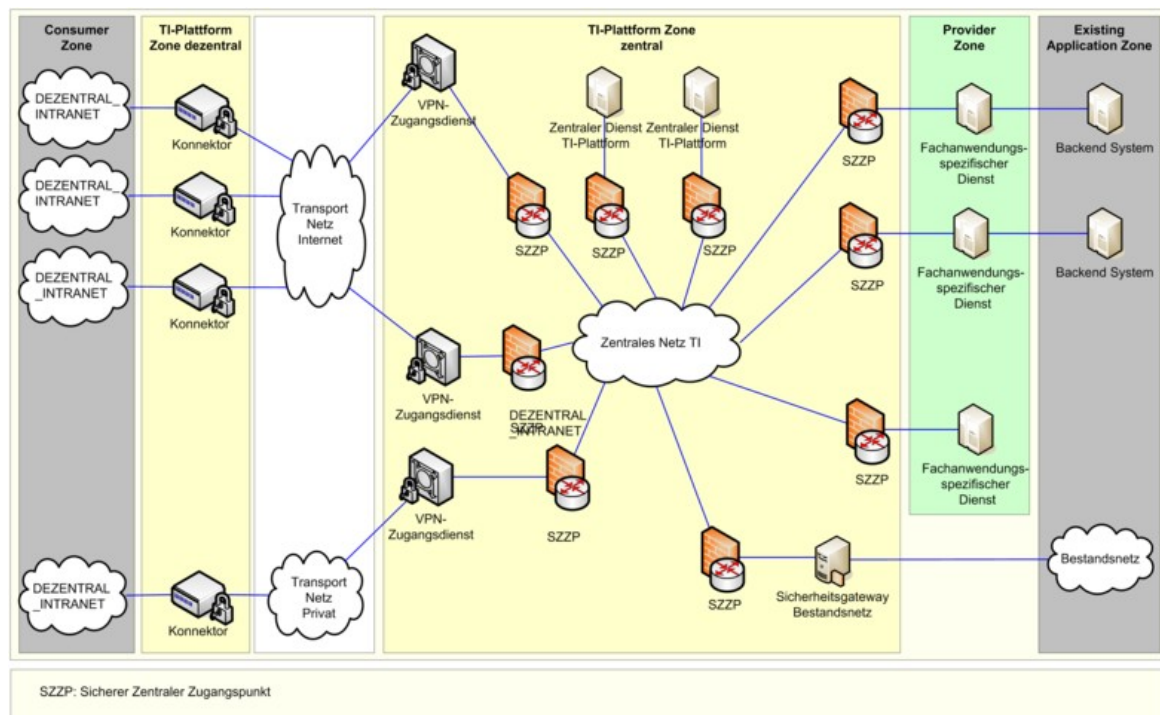 Consumer
Zone
TI-Plattform
Zone dezentral
TI-Plattform Zone
zentral
Provider
Zone
Existing
Application Zone
DEZENTRAL_
INTRANET
Konnektor
DEZENTRAL_
INTRANET
Konnektor
DEZENTRAL
_INTRANET
Konnektor
DEZENTRAL
_INTRANET
Konnektor
Transport
Netz
Internet
Transport
Netz
Privat
VPN-
Zugangsdienst
SZZP
Zentraler Dienst
TI-Plattform
SZZP
Zentraler Dienst
TI-Plattform
SZZP
VPN-
Zugangsdienst
DEZENTRAL
_INTRANET
SZZP
VPN-
Zugangsdienst
SZZP
Zentrales Netz TI
SZZP
Fachanwendungs-
spezifischer
Dienst
Backend System
SZZP
Fachanwendungs-
spezifischer
Dienst
Backend System
SZZP
Fachanwendungs-
spezifischer
Dienst
SZZP
Sicherheitsgateway
Bestandsnetz
Bestandsnetz
SZZP: Sicherer Zentraler Zugangspunkt